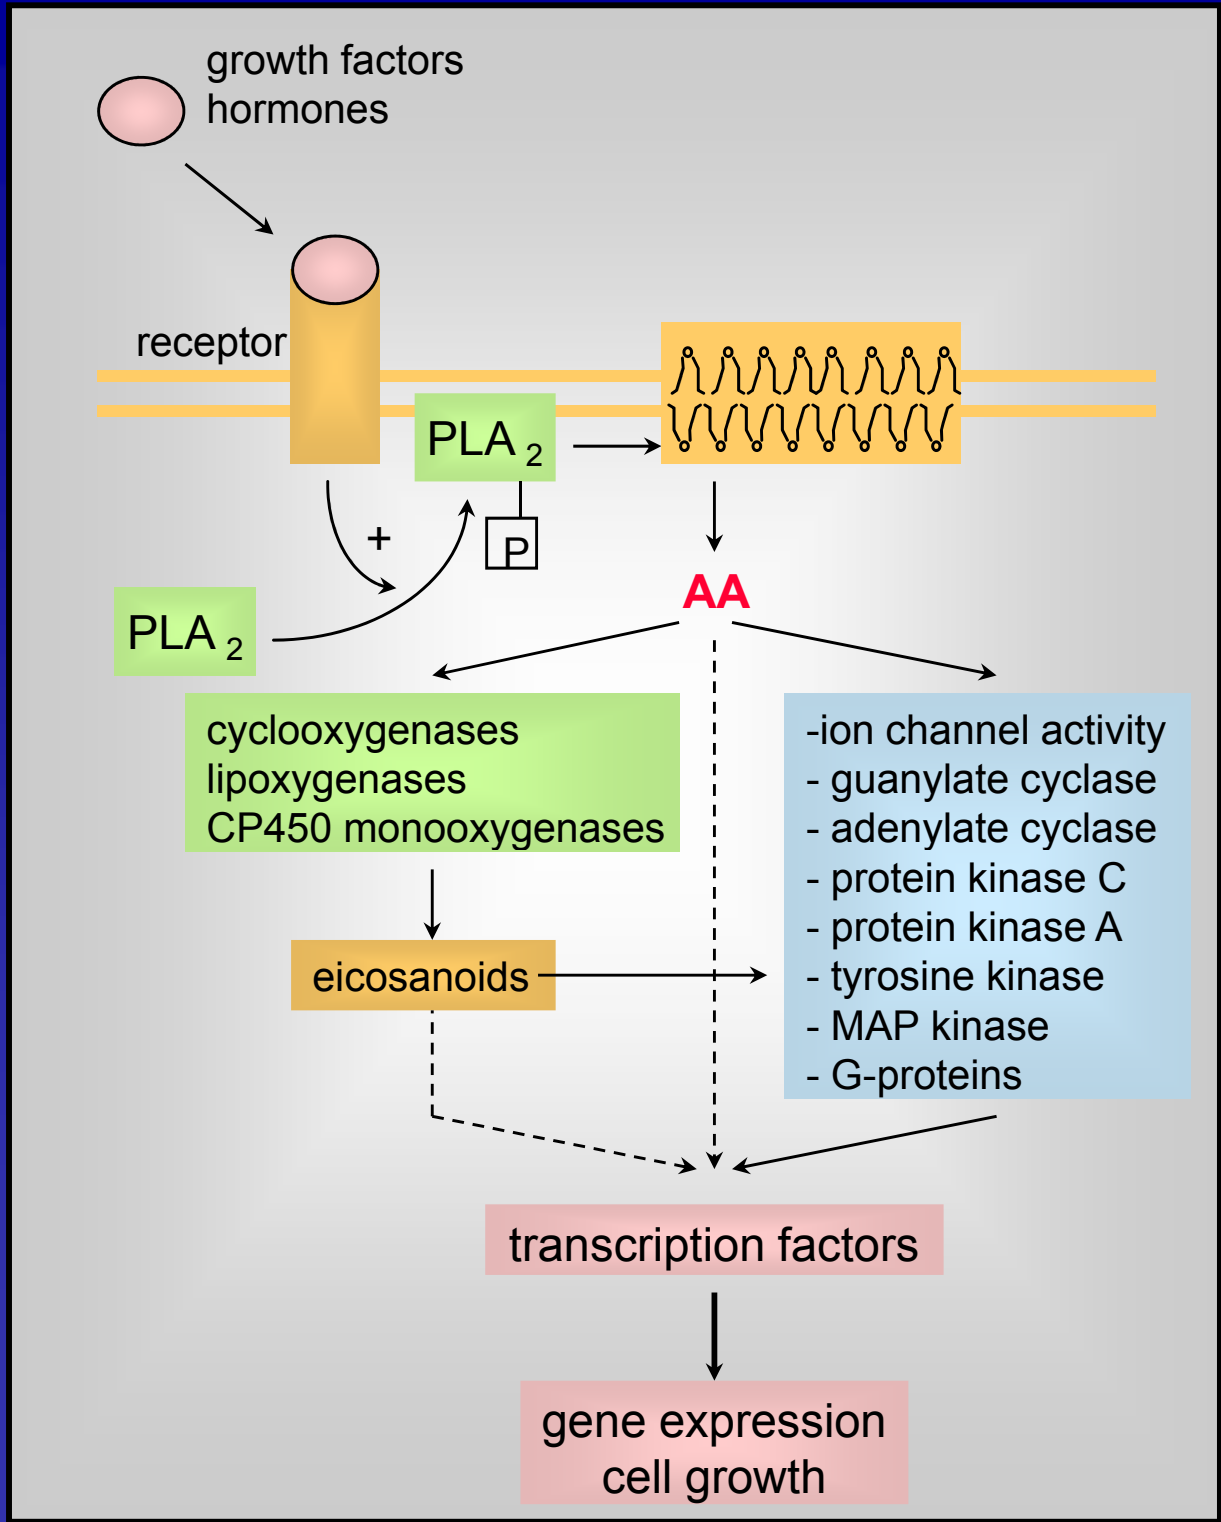 growth factors
hormones
receptor
PLA 2
+
P
PLA 2
AA
cyclooxygenases
lipoxygenases
CP450 monooxygenases
-ion channel activity
- guanylate cyclase
- adenylate cyclase
- protein kinase C
- protein kinase A
- tyrosine kinase
- MAP kinase
- G-proteins
eicosanoids
transcription factors
gene expression
cell growth